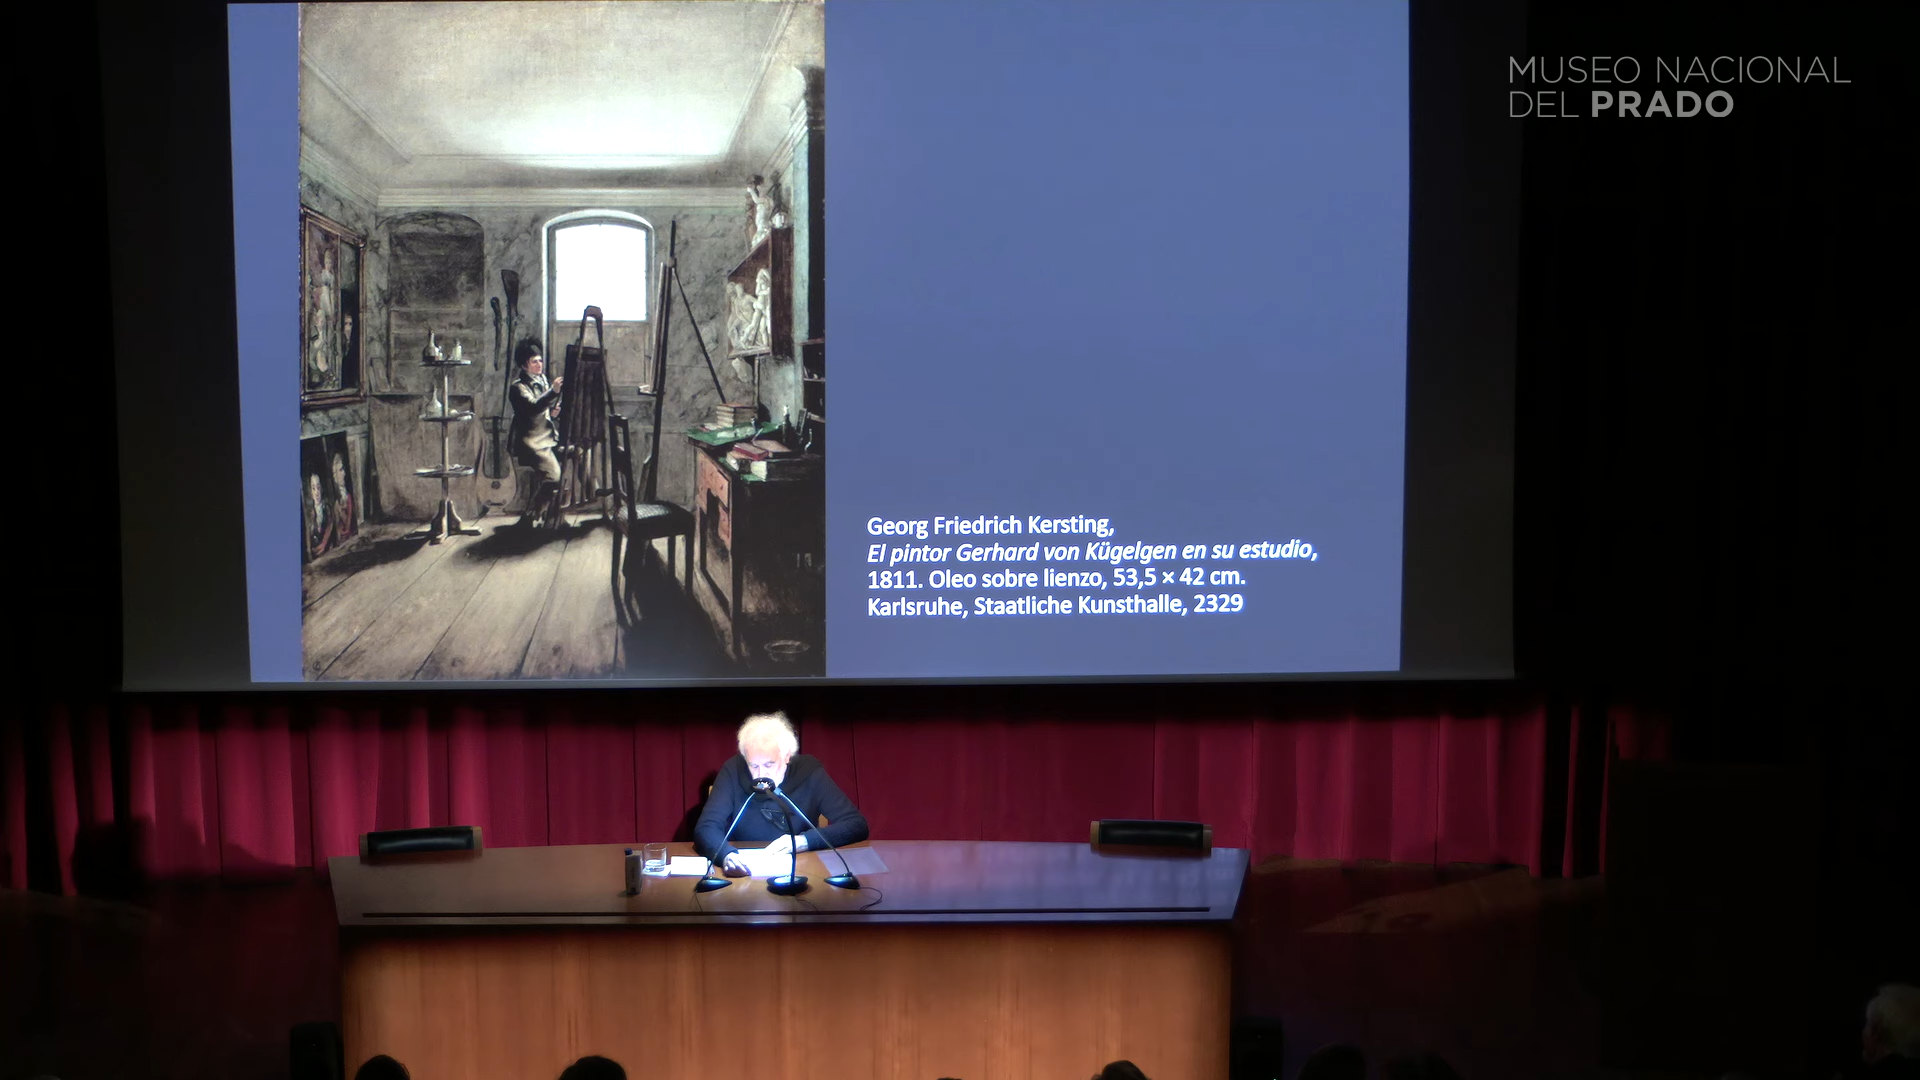 MUSEO NACIONAL
DEL PRADO
Georg Friedrich Kersting,
El pintor Gerhard von Kügelgen en su estudio,
1811. Oleo sobre lienzo, 53,5 × 42 cm.
Karlsruhe, Staatliche Kunsthalle, 2329